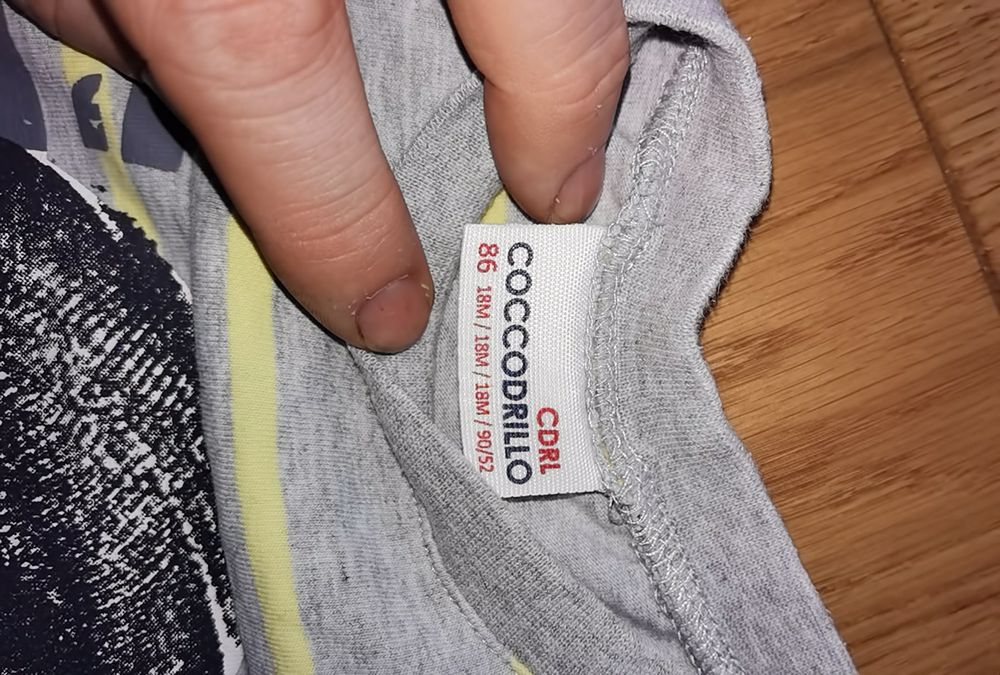 CDRL
COCCODRILLO
86 18M / 18M / 18M / 90/52